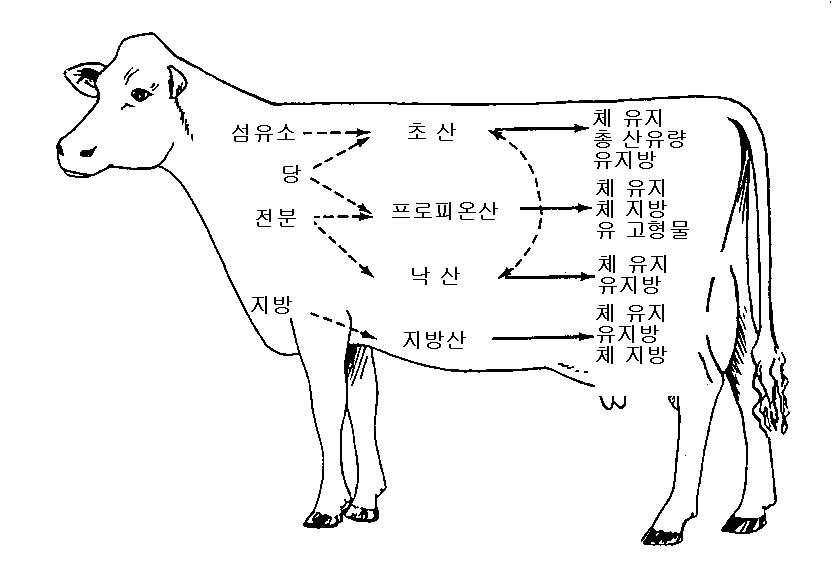 섬유소
당
전분
지방
초 산
프로피온산
낙 산
지방산
체 유지
총 산유량
유지방
체 유지
체 지방
유 고형물
체 유지
유지방
체 유지
유지방
체 지방